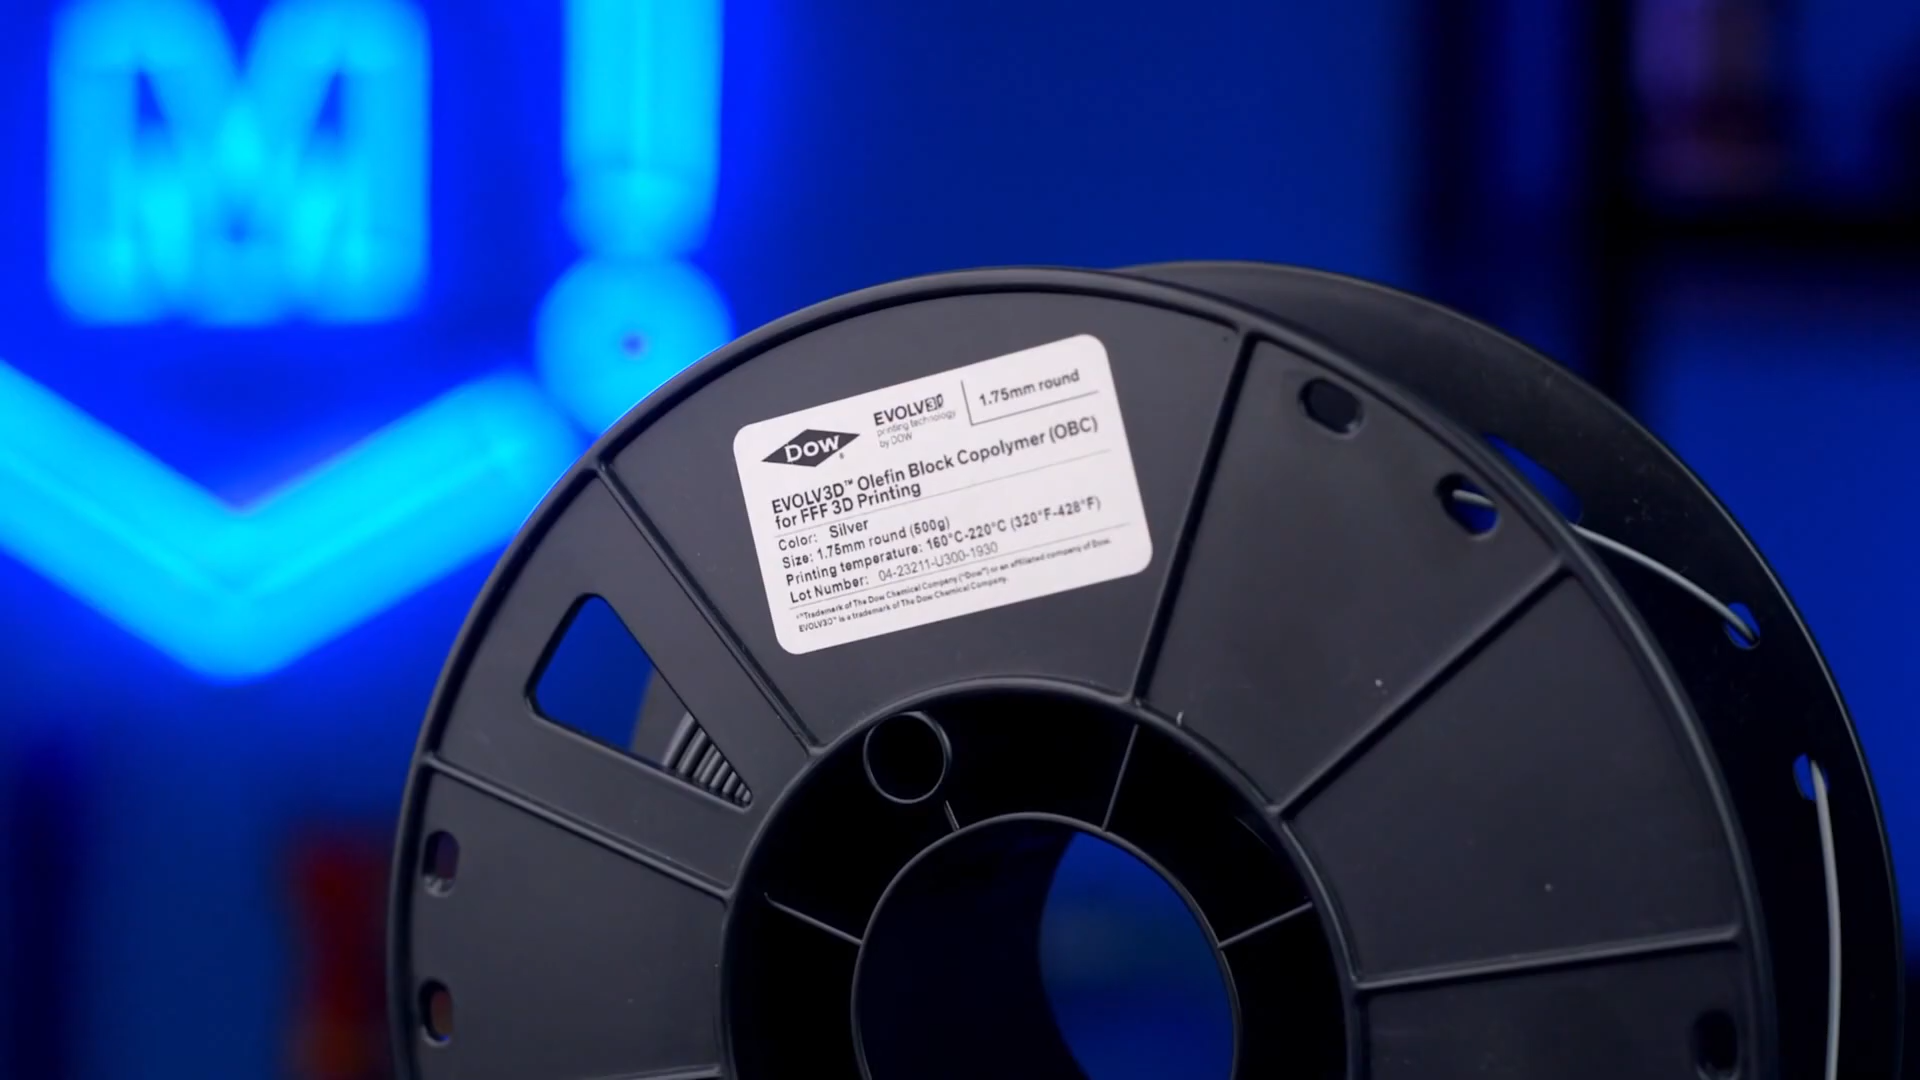 M
DOW
EVOLV3D
printing technology
by DOW
1.75mm round
EVOLV3D™ Olefin Block Copolymer (OBC)
for FFF 3D Printing
Color: Silver
Size: 1.75mm round (500g)
Printing temperature: 160°C-220°C (320°F-428°F)
Lot Number: 04-23211-U300-1930
®™Trademark of The Dow Chemical Company ("Dow") or an affiliated company of Dow.
EVOLV3D™ is a trademark of The Dow Chemical Company.